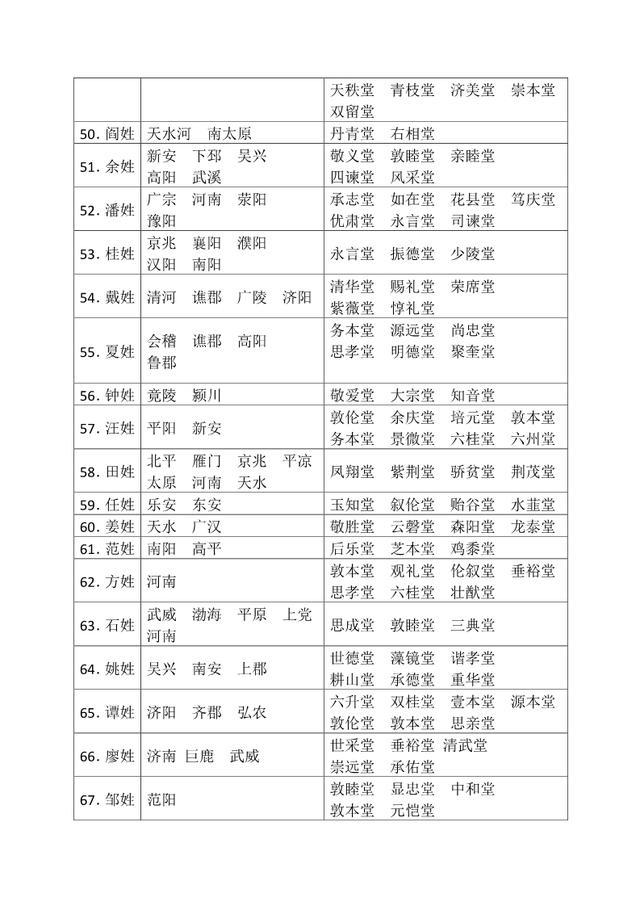 天秩堂 青枝堂 济美堂 崇本堂
双留堂
50. 阎姓 天水河 南太原 丹青堂 右相堂
51. 余姓 新安 下邳 吴兴 敬义堂 敦睦堂 亲睦堂
高阳 武溪 四谏堂 风采堂
52. 潘姓 广宗 河南 荥阳 承志堂 如在堂 花县堂 笃庆堂
豫阳 优肃堂 永言堂 司谏堂
53. 桂姓 京兆 襄阳 濮阳 永言堂 振德堂 少陵堂
汉阳 南阳
54. 戴姓 清河 谯郡 广陵 济阳 清华堂 赐礼堂 荣席堂
紫薇堂 惇礼堂
55. 夏姓 会稽 谯郡 高阳 务本堂 源远堂 尚忠堂
鲁郡 思孝堂 明德堂 聚奎堂
56. 钟姓 竟陵 颍川 敬爱堂 大宗堂 知音堂
57. 汪姓 平阳 新安 敦伦堂 余庆堂 培元堂 敦本堂
务本堂 景微堂 六桂堂 六州堂
58. 田姓 北平 雁门 京兆 平凉 凤翔堂 紫荆堂 骄贫堂 荆茂堂
太原 河南 天水
59. 任姓 乐安 东安 玉知堂 叙伦堂 贻谷堂 水韭堂
60. 姜姓 天水 广汉 敬胜堂 云磬堂 森阳堂 龙泰堂
61. 范姓 南阳 高平 后乐堂 芝本堂 鸡黍堂
62. 方姓 河南 敦本堂 观礼堂 伦叙堂 垂裕堂
思孝堂 六桂堂 壮猷堂
63. 石姓 武威 渤海 平原 上党 思成堂 敦睦堂 三典堂
河南
64. 姚姓 吴兴 南安 上郡 世德堂 藻镜堂 谐孝堂
耕山堂 承德堂 重华堂
65. 谭姓 济阳 齐郡 弘农 六升堂 双桂堂 壹本堂 源本堂
敦伦堂 敦本堂 思亲堂
66. 廖姓 济南 巨鹿 武威 世采堂 垂裕堂 清武堂
崇远堂 承佑堂
67. 邹姓 范阳 敦睦堂 显忠堂 中和堂
敦本堂 元恺堂